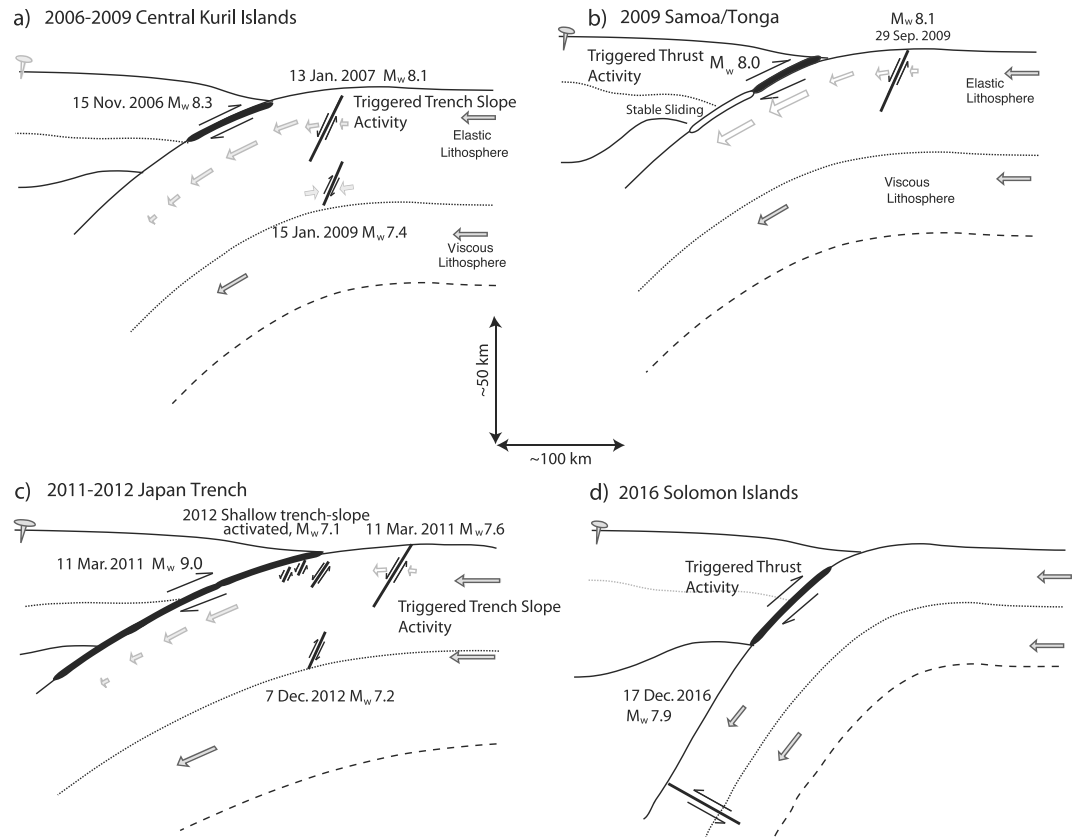 a) 2006-2009 Central Kuril Islands
13 Jan. 2007 Mw 8.1
15 Nov. 2006 Mw 8.3
Triggered Trench Slope
Activity
Elastic
Lithosphere
15 Jan. 2009 Mw 7.4
Viscous
Lithosphere
b) 2009 Samoa/Tonga
Mw 8.1
29 Sep. 2009
Triggered Thrust
Activity
Mw 8.0
Stable Sliding
Elastic
Lithosphere
Viscous
Lithosphere
~50 km
~100 km
c) 2011-2012 Japan Trench
2012 Shallow trench-slope
activated, Mw 7.1
11 Mar. 2011 Mw 7.6
11 Mar. 2011 Mw 9.0
Triggered Trench Slope
Activity
7 Dec. 2012 Mw 7.2
d) 2016 Solomon Islands
Triggered Thrust
Activity
17 Dec. 2016
Mw 7.9